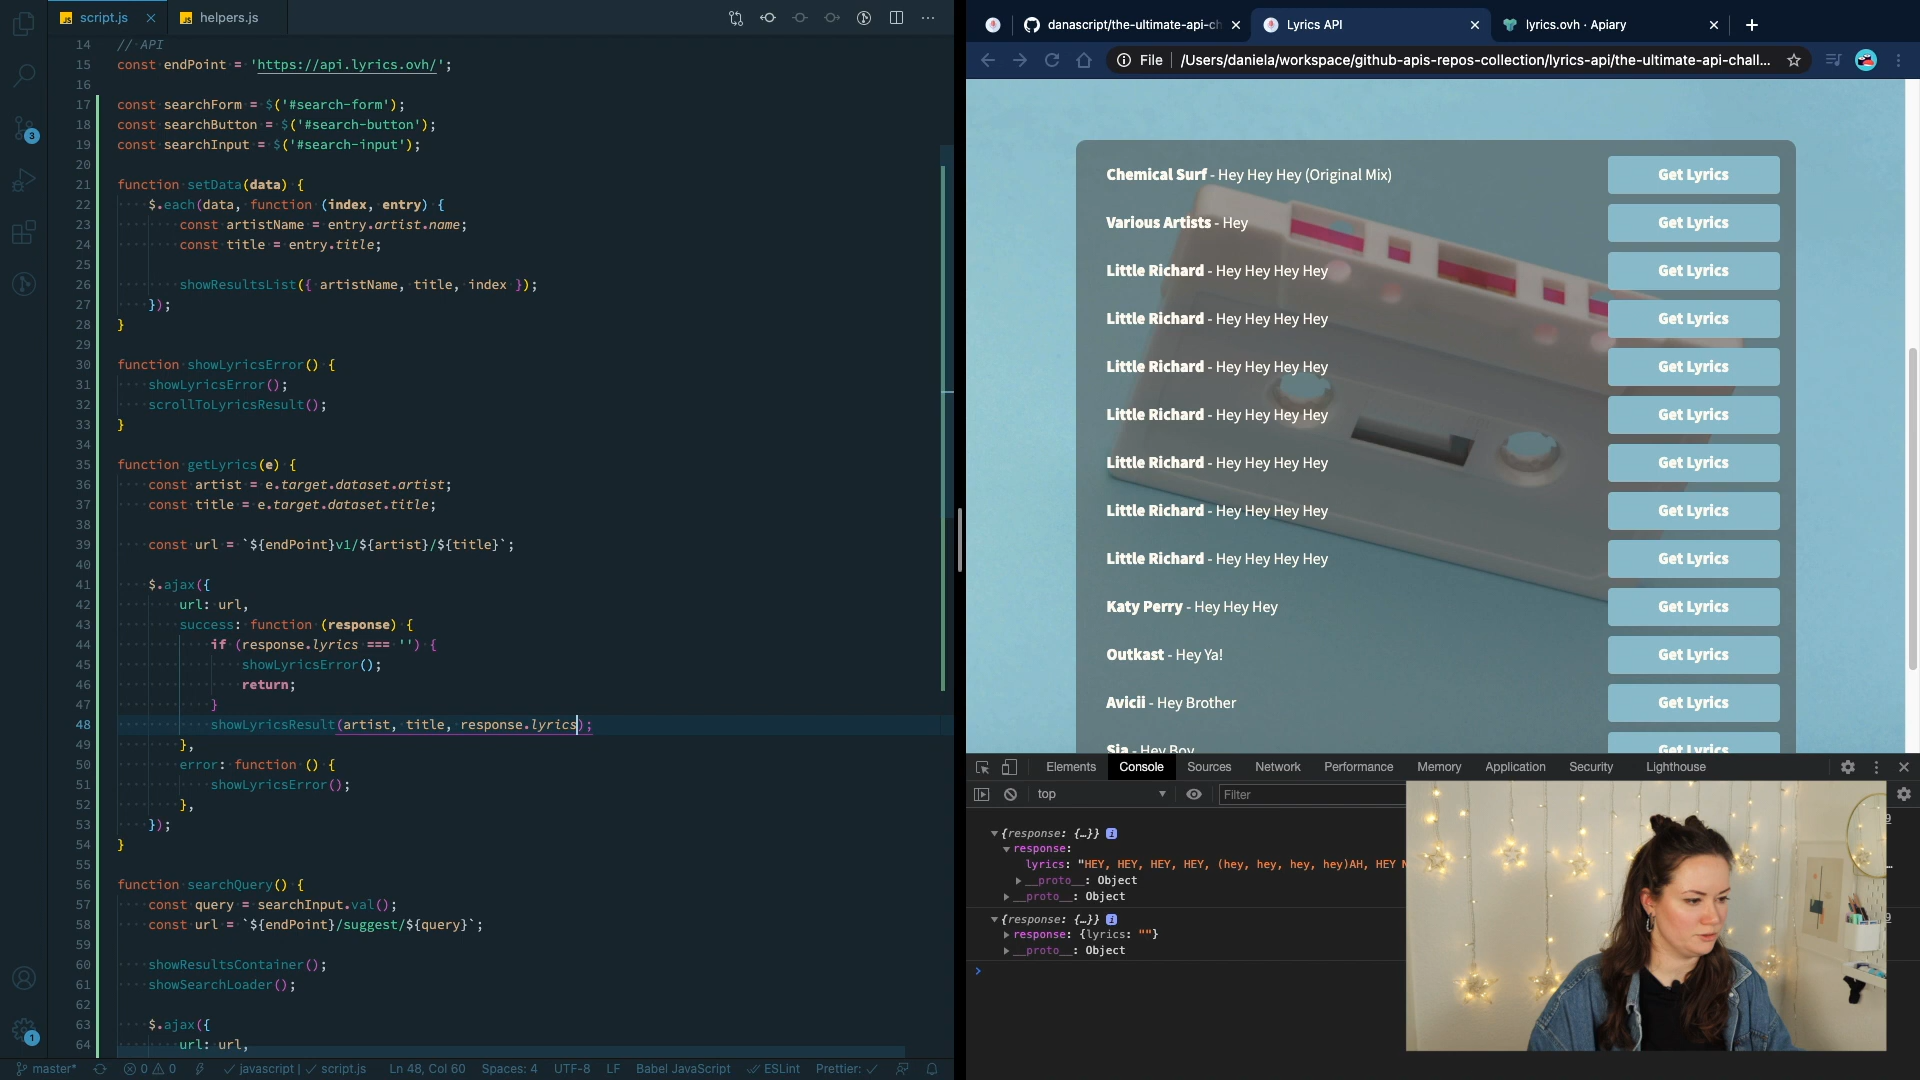 script.js
helpers.js
14 // API
15 const endPoint = 'https://api.lyrics.ovh/';
16
17 const searchForm = $('#search-form');
18 const searchButton = $('#search-button');
19 const searchInput = $('#search-input');
20
21 function setData(data) {
22 $.each(data, function (index, entry) {
23 const artistName = entry.artist.name;
24 const title = entry.title;
25
26 showResultsList({ artistName, title, index });
27 });
28 }
29
30 function showLyricsError() {
31 showLyricsError();
32 scrollToLyricsResult();
33 }
34
35 function getLyrics(e) {
36 const artist = e.target.dataset.artist;
37 const title = e.target.dataset.title;
38
39 const url = `${endPoint}v1/${artist}/${title}`;
40
41 $.ajax({
42 url: url,
43 success: function (response) {
44 if (response.lyrics === '') {
45 showLyricsError();
46 return;
47 }
48 showLyricsResult(artist, title, response.lyrics);
49 },
50 error: function () {
51 showLyricsError();
52 },
53 });
54 }
55
56 function searchQuery() {
57 const query = searchInput.val();
58 const url = `${endPoint}/suggest/${query}`;
59
60 showResultsContainer();
61 showSearchLoader();
62
63 $.ajax({
64 url: url,
3
1
master* 0 0 javascript | script.js Ln 48, Col 60 Spaces: 4 UTF-8 LF Babel JavaScript ESLint Prettier:
danascript/the-ultimate-api-ch
Lyrics API
lyrics.ovh · Apiary
File /Users/daniela/workspace/github-apis-repos-collection/lyrics-api/the-ultimate-api-chall...
Chemical Surf - Hey Hey Hey (Original Mix) Get Lyrics
Various Artists - Hey Get Lyrics
Little Richard - Hey Hey Hey Hey Get Lyrics
Little Richard - Hey Hey Hey Hey Get Lyrics
Little Richard - Hey Hey Hey Hey Get Lyrics
Little Richard - Hey Hey Hey Hey Get Lyrics
Little Richard - Hey Hey Hey Hey Get Lyrics
Little Richard - Hey Hey Hey Hey Get Lyrics
Little Richard - Hey Hey Hey Hey Get Lyrics
Katy Perry - Hey Hey Hey Get Lyrics
Outkast - Hey Ya! Get Lyrics
Avicii - Hey Brother Get Lyrics
Sia - Hey Boy Get Lyrics
Elements Console Sources Network Performance Memory Application Security Lighthouse
top Filter
{response: {…}} i
response:
lyrics: "HEY, HEY, HEY, HEY, (hey, hey, hey, hey)AH, HEY N
__proto__: Object
__proto__: Object
{response: {…}} i
response: {lyrics: ""}
__proto__: Object